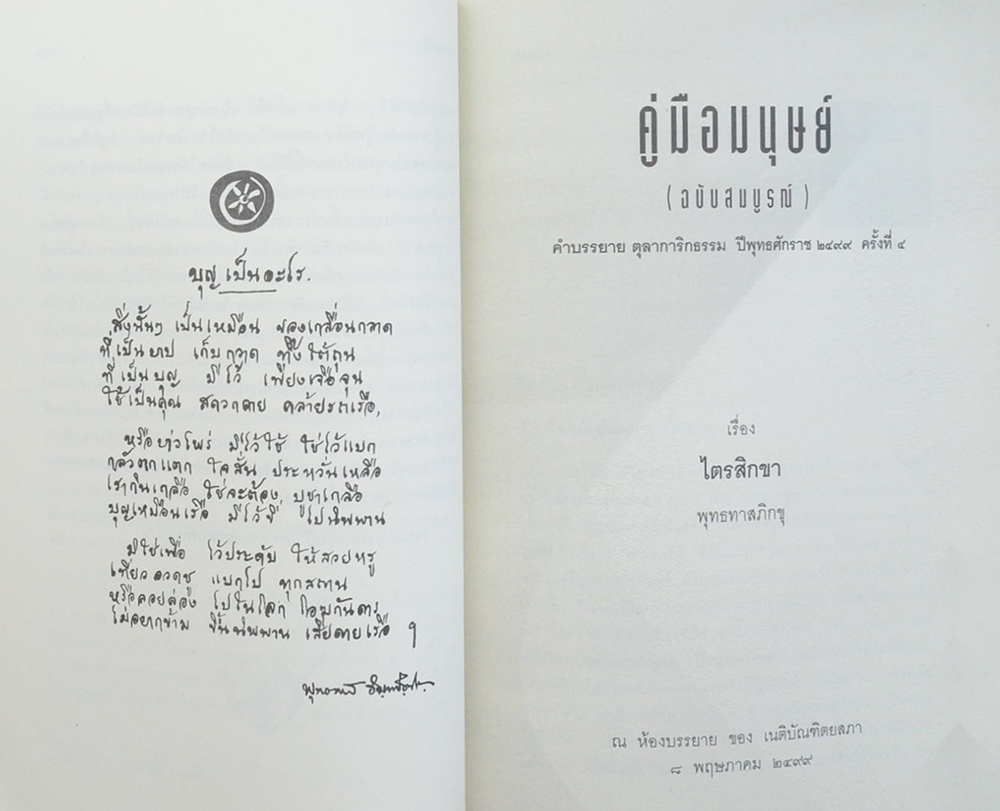 บุญ เป็นอะไร.
สิ่งนั้นๆ เป็นเหมือน ของเกลื่อนกลาด
ที่เป็นบาป เก็บกวาด ทิ้งใต้ถุน
ที่เป็นบุญ มีไว้ เพียงเจือจุน
ใช้เป็นคุณ สะดวกดาย คล้ายรถเรือ,
หรือบ่าวไพร่ มีไว้ใช้ ใช่ไว้แบก
กลัวตกแตก ใจสั่น ประหวั่นเหลือ
เรากินเกลือ ใช่จะต้อง บูชาเกลือ
บุญเหมือนเรือ มีไว้ขี่ ไปนิพพาน
มิใช่เพื่อ ไว้ประดับ ให้สวยหรู
เที่ยวอวดชู แบกไป ทุกสถาน
หรือลอยล่อง ไปในโลก โอฆกันดาร
ไม่อยากข้าม ขึ้นนิพพาน เสียดายเรือ ฯ
พุทธทาส อินฺทปญฺโญ
คู่มือมนุษย์
(ฉบับสมบูรณ์)
คำบรรยาย ตุลาการิกธรรม ปีพุทธศักราช ๒๔๙๙ ครั้งที่ ๔
เรื่อง
ไตรสิกขา
พุทธทาสภิกขุ
ณ ห้องบรรยาย ของ เนติบัณฑิตยสภา
๘ พฤษภาคม ๒๔๙๙